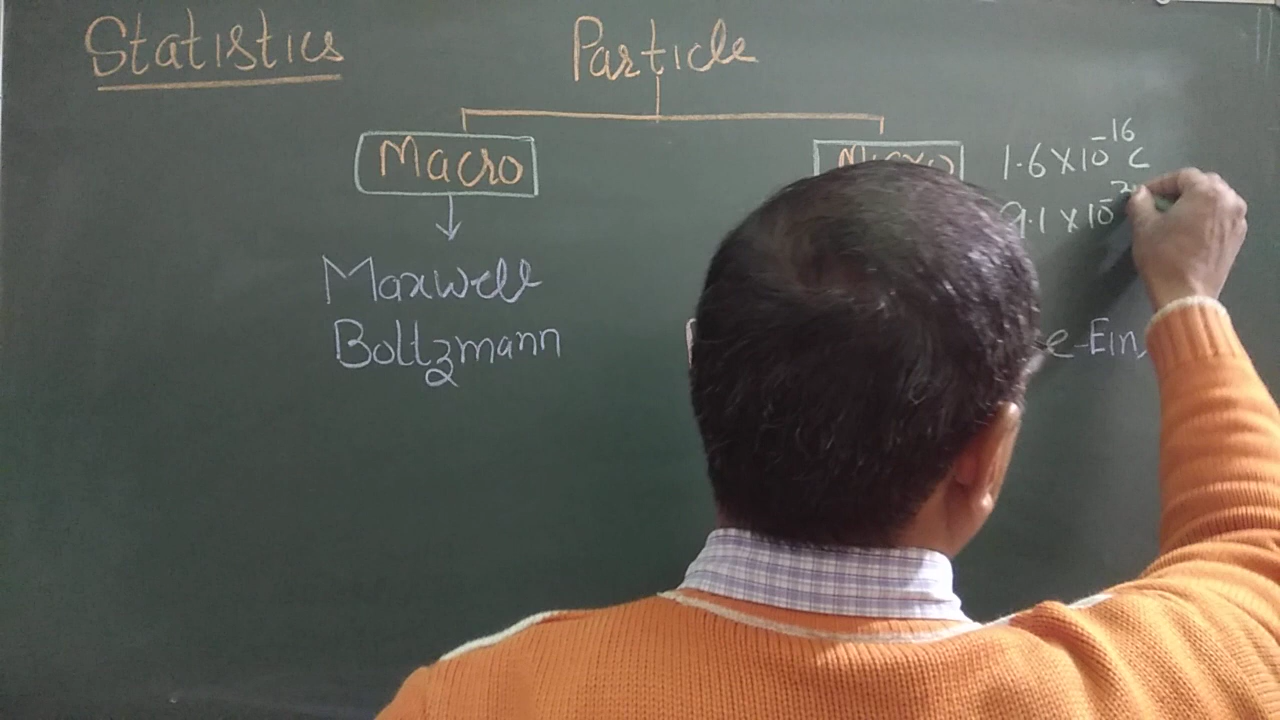 Statistics
Particle
Macro
Micro
1.6 X 10⁻¹⁶ C
9.1 X 10⁻
Maxwell
Boltzmann
e-Ein